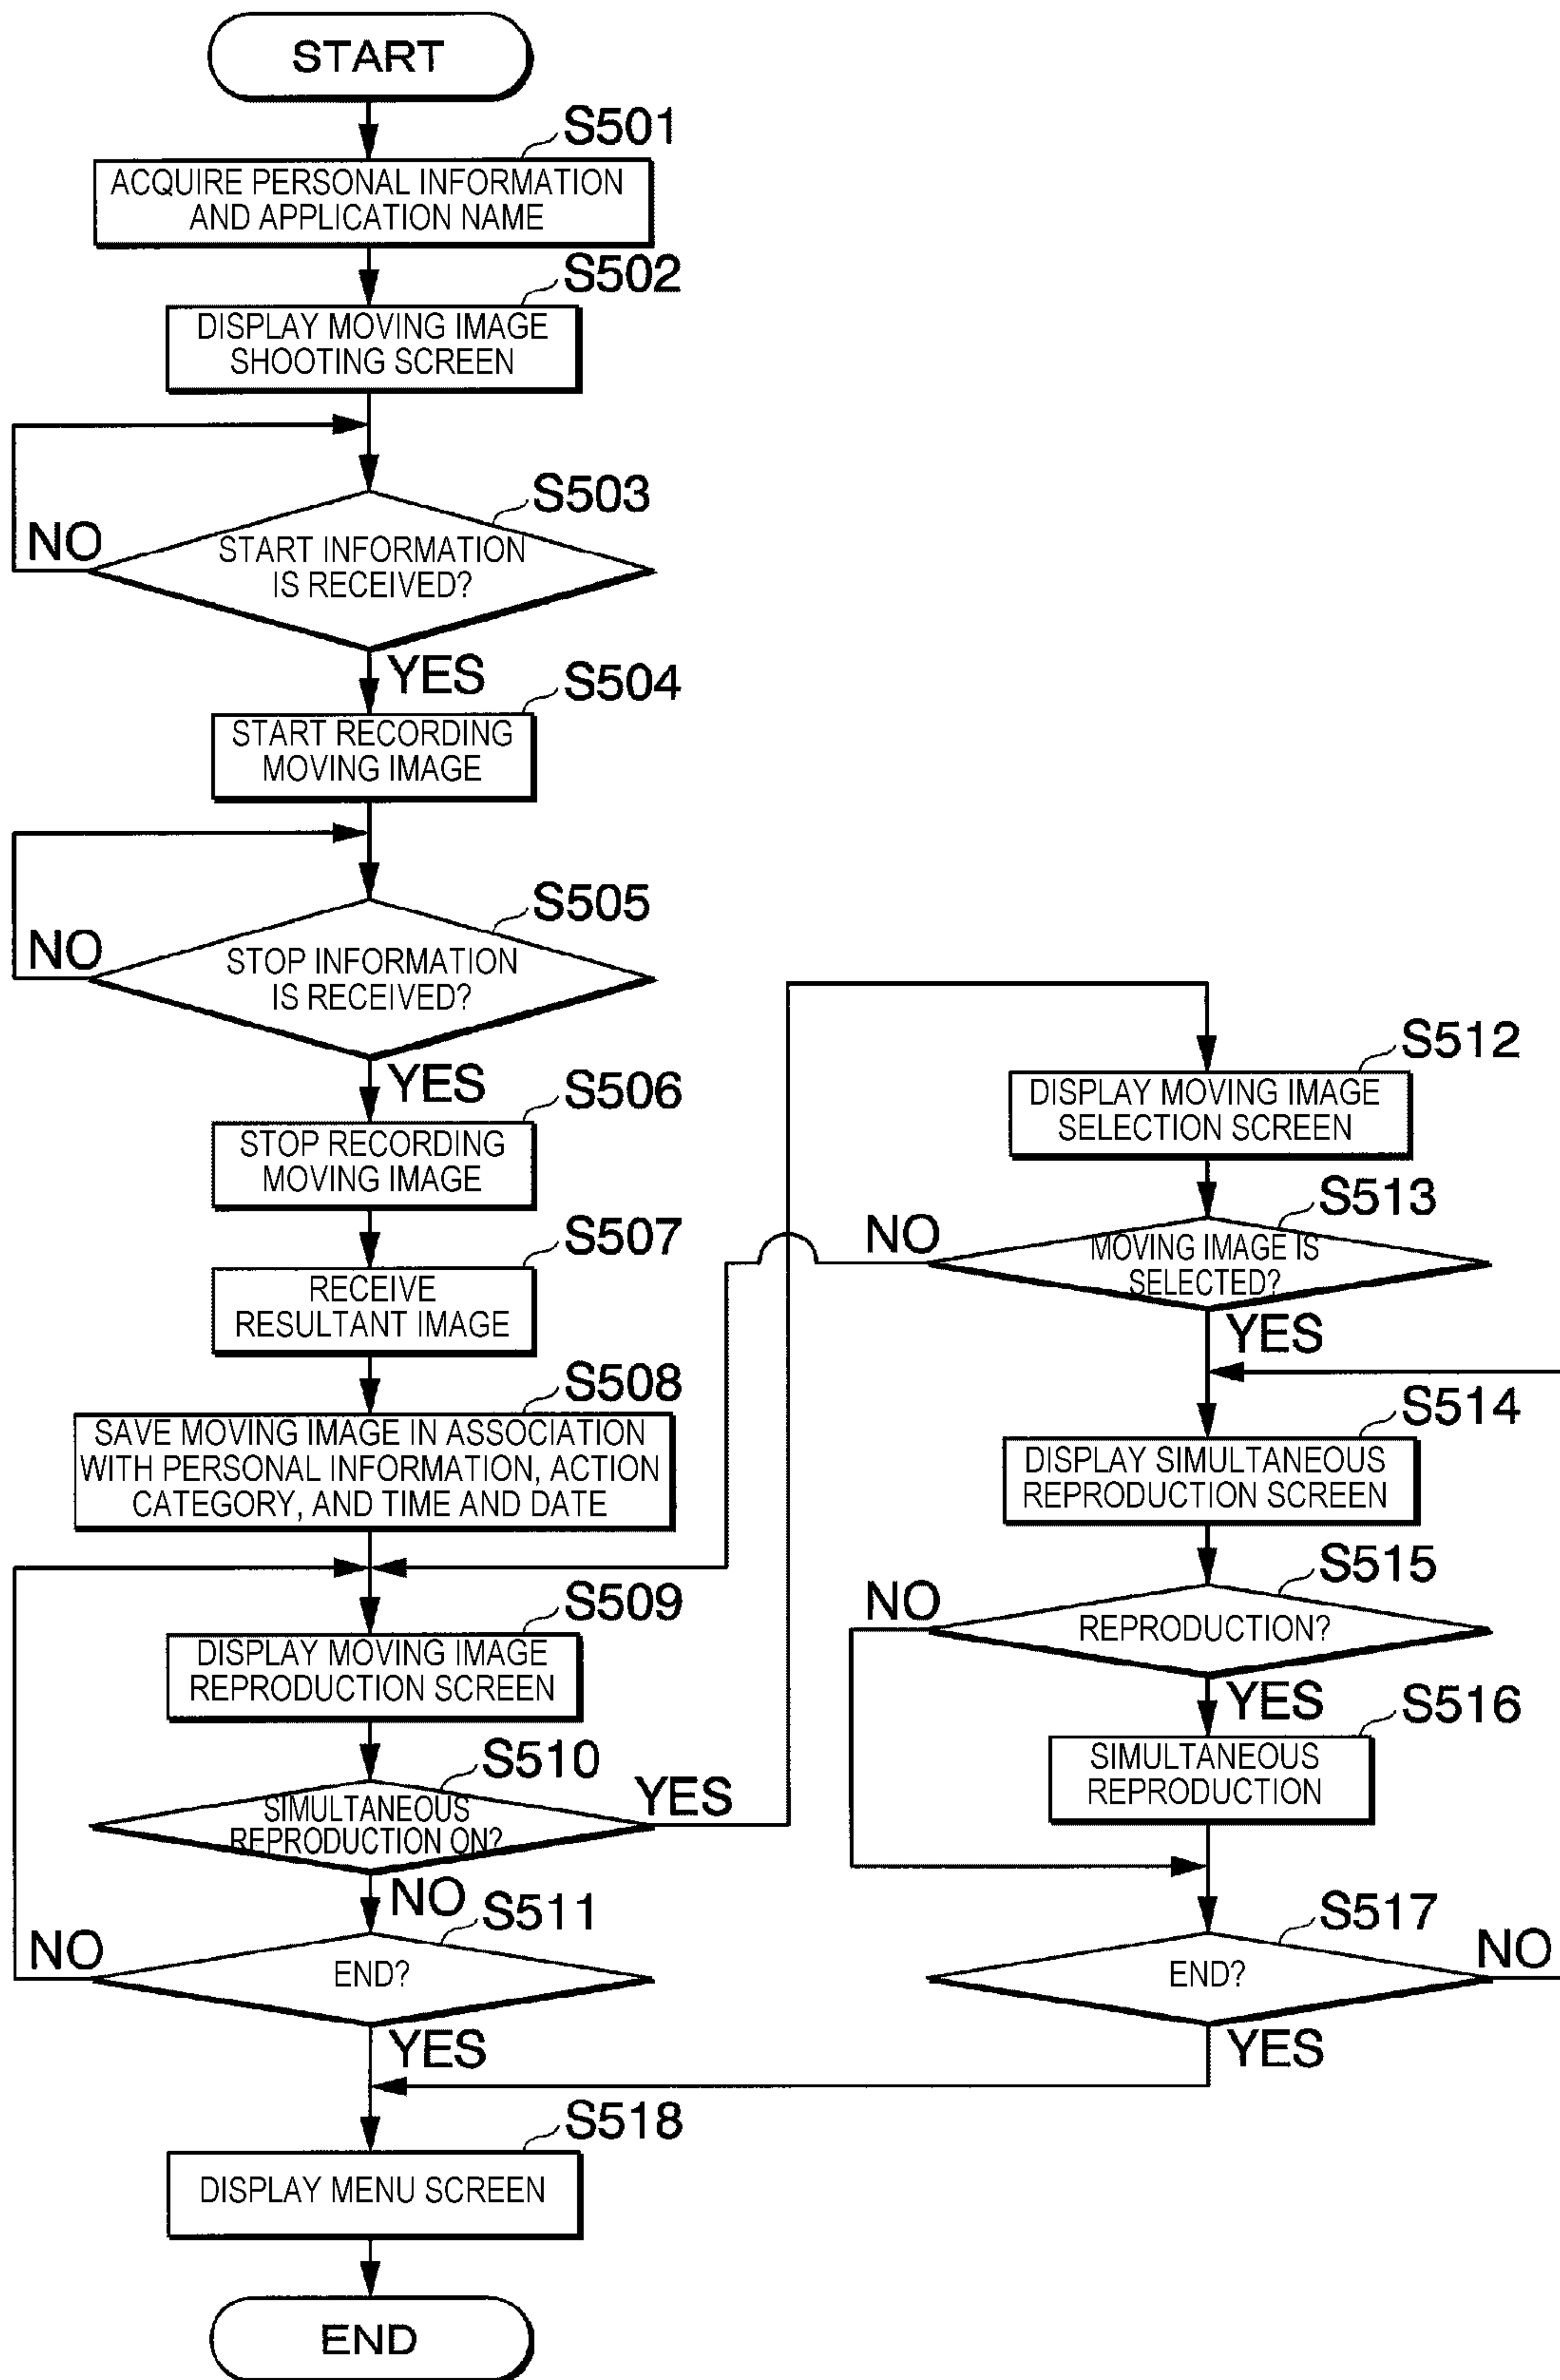 START
S501
ACQUIRE PERSONAL INFORMATION
AND APPLICATION NAME
S502
DISPLAY MOVING IMAGE
SHOOTING SCREEN
S503
NO
START INFORMATION
IS RECEIVED?
YES
S504
START RECORDING
MOVING IMAGE
S505
NO
STOP INFORMATION
IS RECEIVED?
YES
S506
STOP RECORDING
MOVING IMAGE
S507
RECEIVE
RESULTANT IMAGE
S508
SAVE MOVING IMAGE IN ASSOCIATION
WITH PERSONAL INFORMATION, ACTION
CATEGORY, AND TIME AND DATE
S509
DISPLAY MOVING IMAGE
REPRODUCTION SCREEN
S510
SIMULTANEOUS
REPRODUCTION ON?
YES
NO
S511
NO
END?
YES
S512
DISPLAY MOVING IMAGE
SELECTION SCREEN
S513
NO
MOVING IMAGE IS
SELECTED?
YES
S514
DISPLAY SIMULTANEOUS
REPRODUCTION SCREEN
S515
NO
REPRODUCTION?
YES
S516
SIMULTANEOUS
REPRODUCTION
S517
END?
NO
YES
S518
DISPLAY MENU SCREEN
END